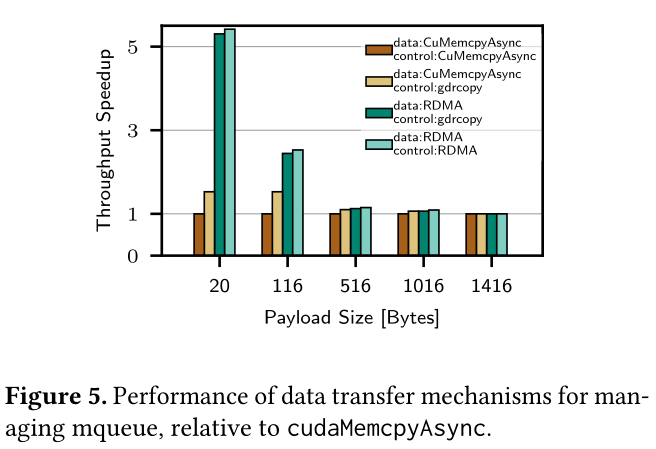 Throughput Speedup
5
3
1
0
data:CuMemcpyAsync
control:CuMemcpyAsync
data:CuMemcpyAsync
control:gdrcopy
data:RDMA
control:gdrcopy
data:RDMA
control:RDMA
20 116 516 1016 1416
Payload Size [Bytes]
Figure 5. Performance of data transfer mechanisms for man-
aging mqueue, relative to cudaMemcpyAsync.